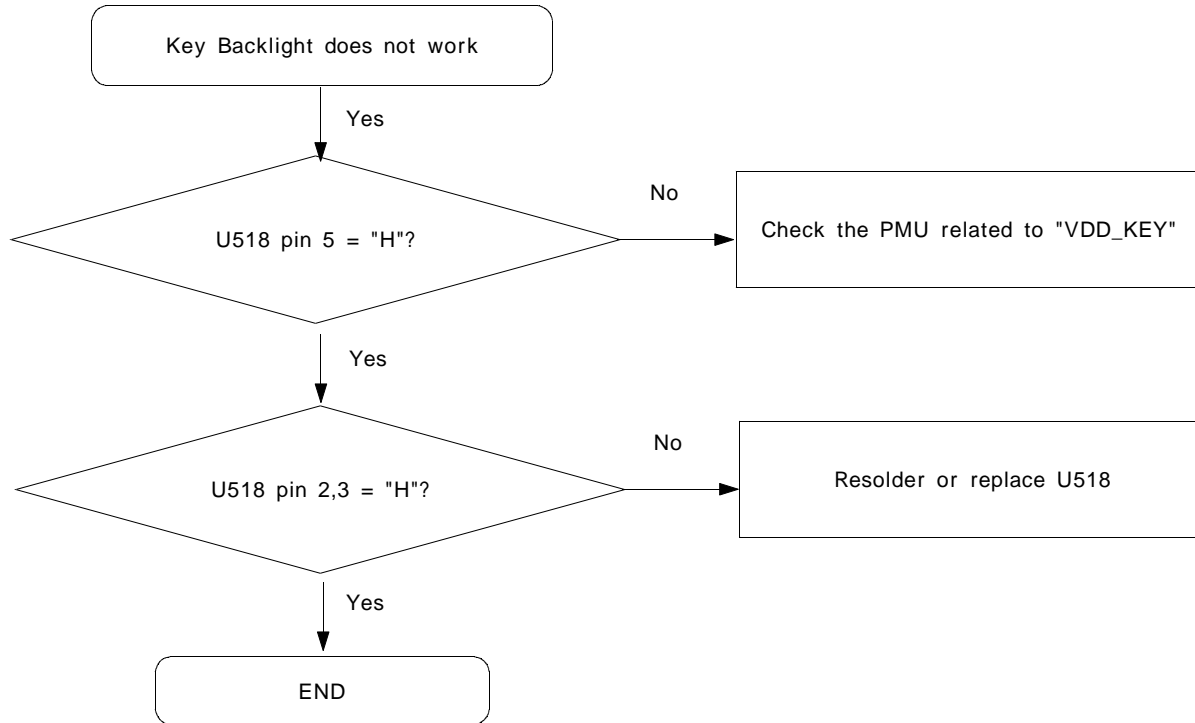 Key Backlight does not work
Yes
U518 pin 5 = "H"?
No
Check the PMU related to "VDD_KEY"
Yes
U518 pin 2,3 = "H"?
No
Resolder or replace U518
Yes
END